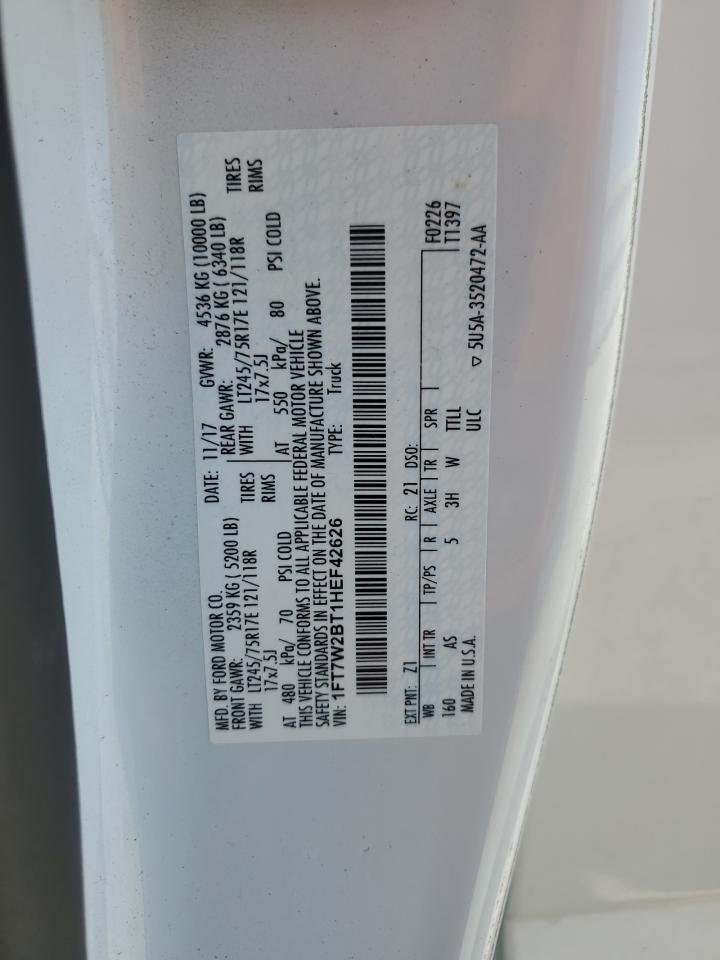 MFD. BY FORD MOTOR CO.
DATE: 11/17 GVWR: 4536 KG (10000 LB)
FRONT GAWR: 2359 KG ( 5200 LB) REAR GAWR: 2876 KG ( 6340 LB)
WITH LT245/75R17E 121/118R TIRES WITH LT245/75R17E 121/118R TIRES
17x7.5J RIMS 17x7.5J RIMS
AT 480 kPa/ 70 PSI COLD AT 550 kPa/ 80 PSI COLD
THIS VEHICLE CONFORMS TO ALL APPLICABLE FEDERAL MOTOR VEHICLE
SAFETY STANDARDS IN EFFECT ON THE DATE OF MANUFACTURE SHOWN ABOVE.
VIN: 1FT7W2BT1HEF42626 TYPE: Truck
EXT PNT: Z1 RC: 21 DSO: F0226
WB INT TR TP/PS R AXLE TR SPR T1397
160 AS 5 3H W TTLL
MADE IN U.S.A. ULC ▽ 5U5A-3520472-AA